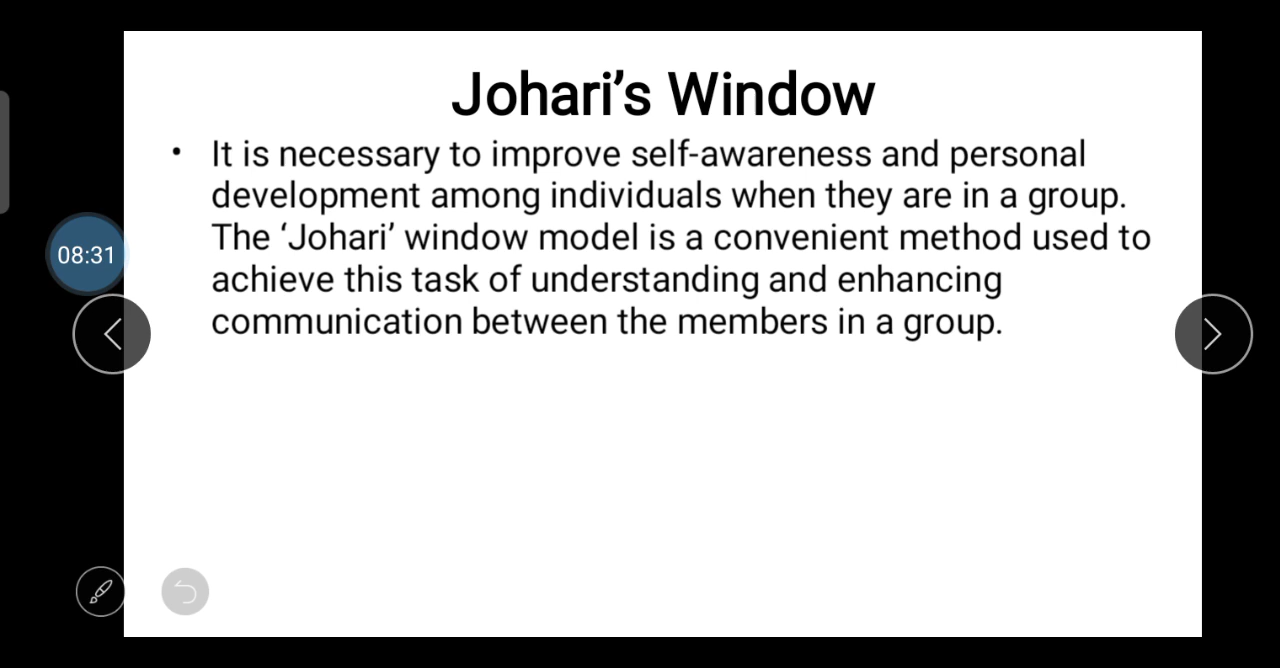 Johari’s Window
• It is necessary to improve self-awareness and personal
development among individuals when they are in a group.
The ‘Johari’ window model is a convenient method used to
achieve this task of understanding and enhancing
communication between the members in a group.
08:31